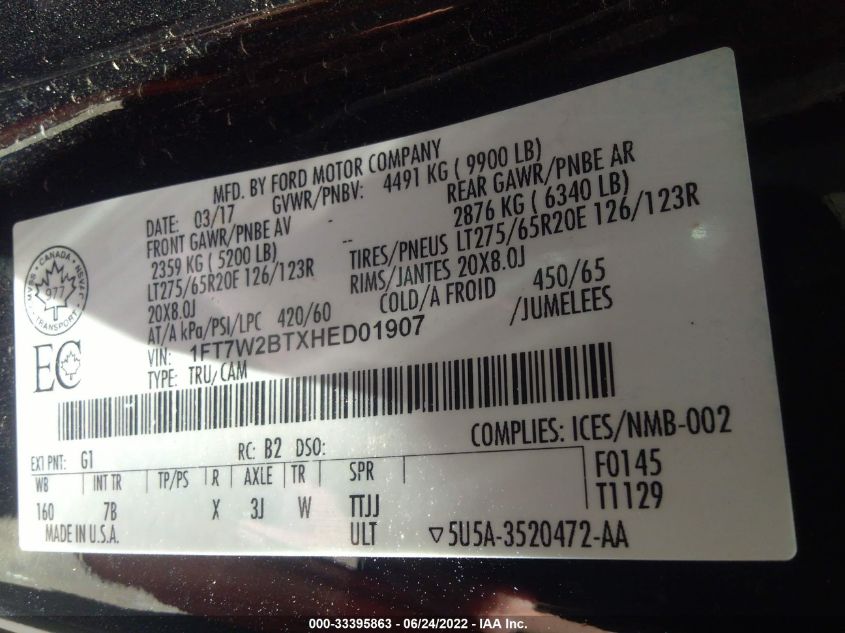 MFD. BY FORD MOTOR COMPANY
DATE: 03/17 GVWR/PNBV: 4491 KG ( 9900 LB)
FRONT GAWR/PNBE AV REAR GAWR/PNBE AR
2359 KG ( 5200 LB) -- 2876 KG ( 6340 LB)
LT275/65R20E 126/123R - TIRES/PNEUS LT275/65R20E 126/123R
20X8.0J RIMS/JANTES 20X8.0J
AT/A kPa/PSI/LPC 420/60 COLD/A FROID 450/65
VIN: 1FT7W2BTXHED01907 /JUMELEES
TYPE: TRU/CAM
CANADA
MVSS NSVAC
977
TRANSPORT
EC
COMPLIES: ICES/NMB-002
EXT PNT: G1 RC: B2 DSO:
F0145
T1129
WB INT TR TP/PS R AXLE TR SPR
160 7B X 3J W TTJJ
MADE IN U.S.A. ULT ▽5U5A-3520472-AA
000-33395863 - 06/24/2022 - IAA Inc.